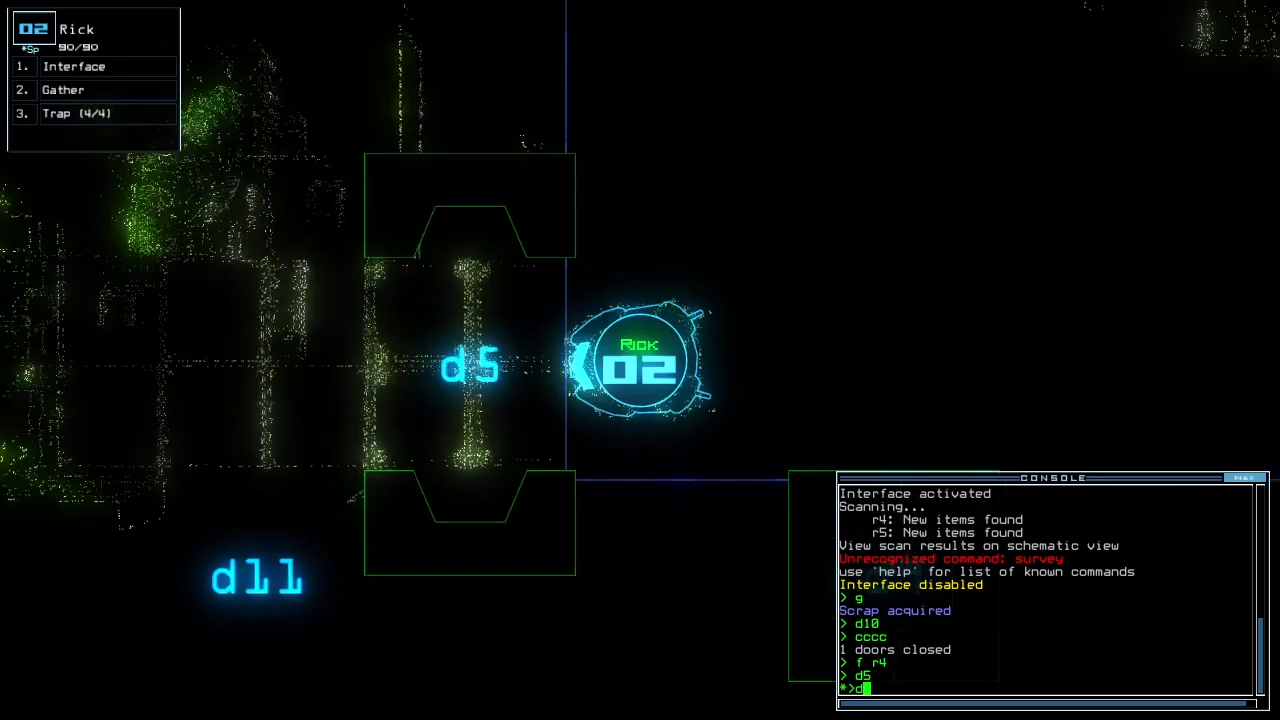 02 Rick
*Sp 90/90
1. Interface
2. Gather
3. Trap (4/4)
d5
Rick
02
d11
CONSOLE
MAX
Interface activated
Scanning...
r4: New items found
r5: New items found
View scan results on schematic view
Unrecognized command: survey
use 'help' for list of known commands
Interface disabled
> g
Scrap acquired
> d10
> cccc
1 doors closed
> f r4
> d5
*>d